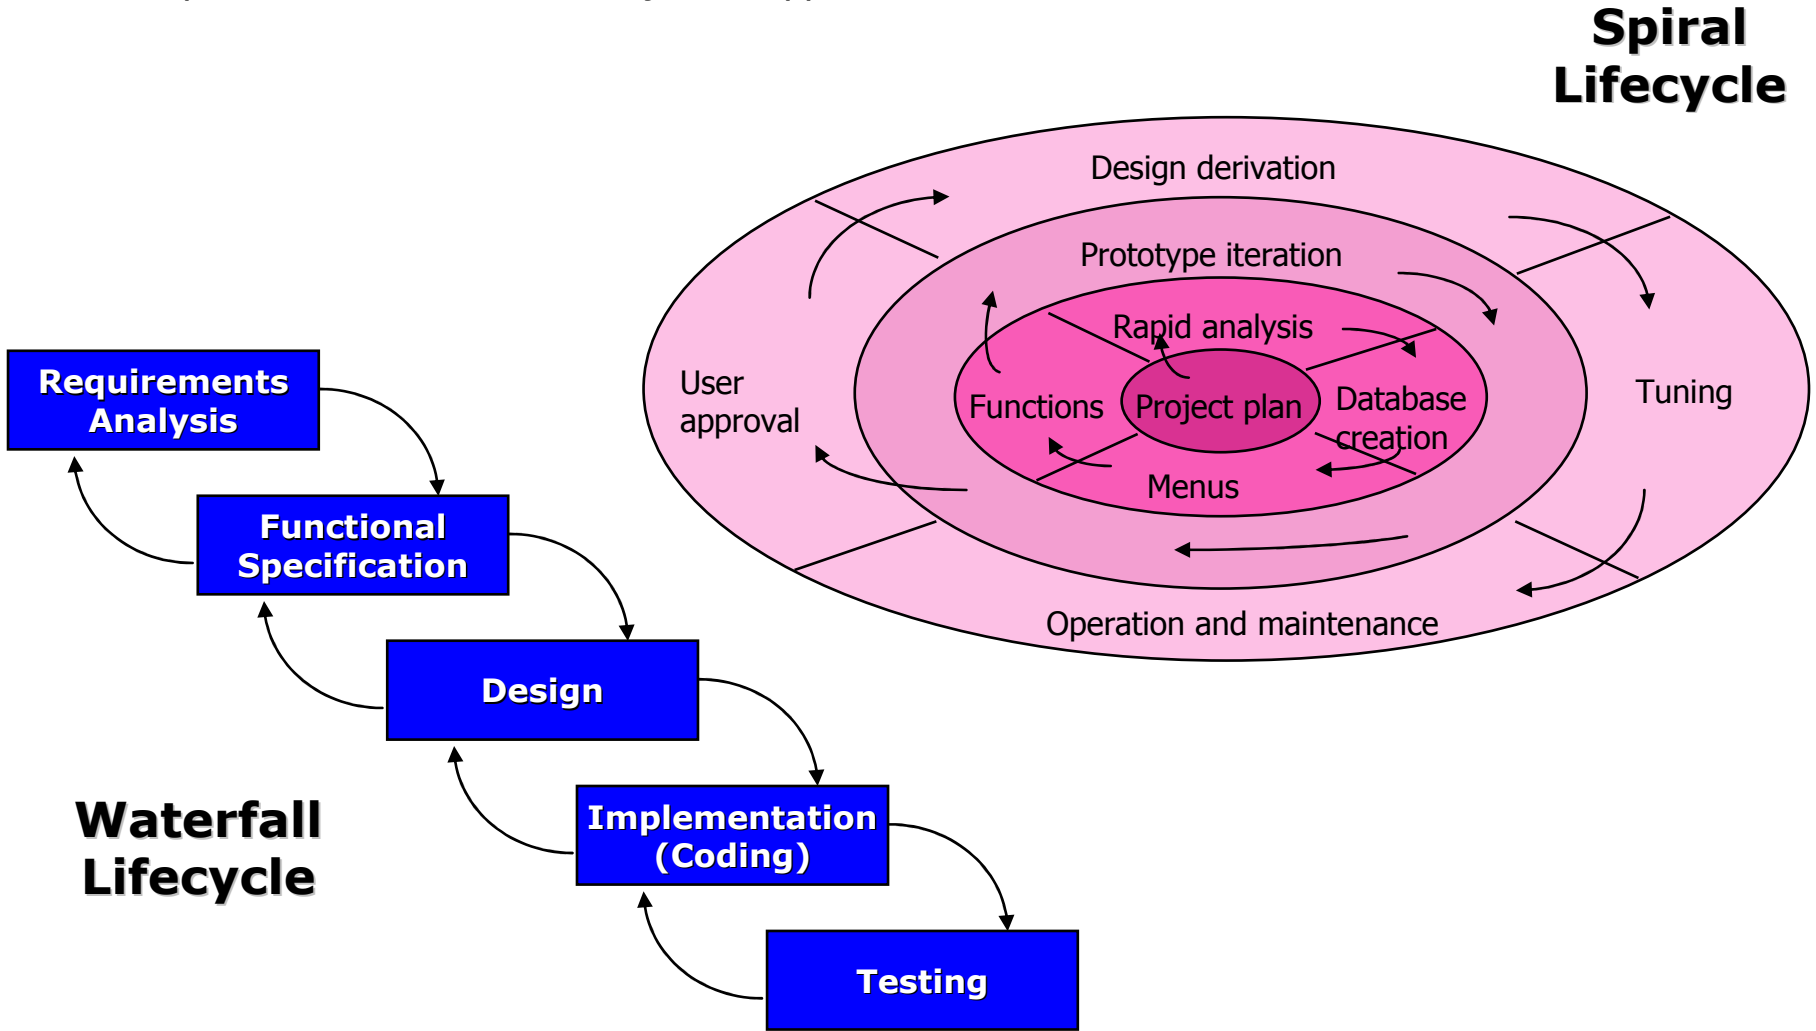 Spiral
Lifecycle
Design derivation
Prototype iteration
Rapid analysis
User
approval
Functions
Project plan
Database
creation
Tuning
Menus
Operation and maintenance
Requirements
Analysis
Functional
Specification
Design
Implementation
(Coding)
Testing
Waterfall
Lifecycle